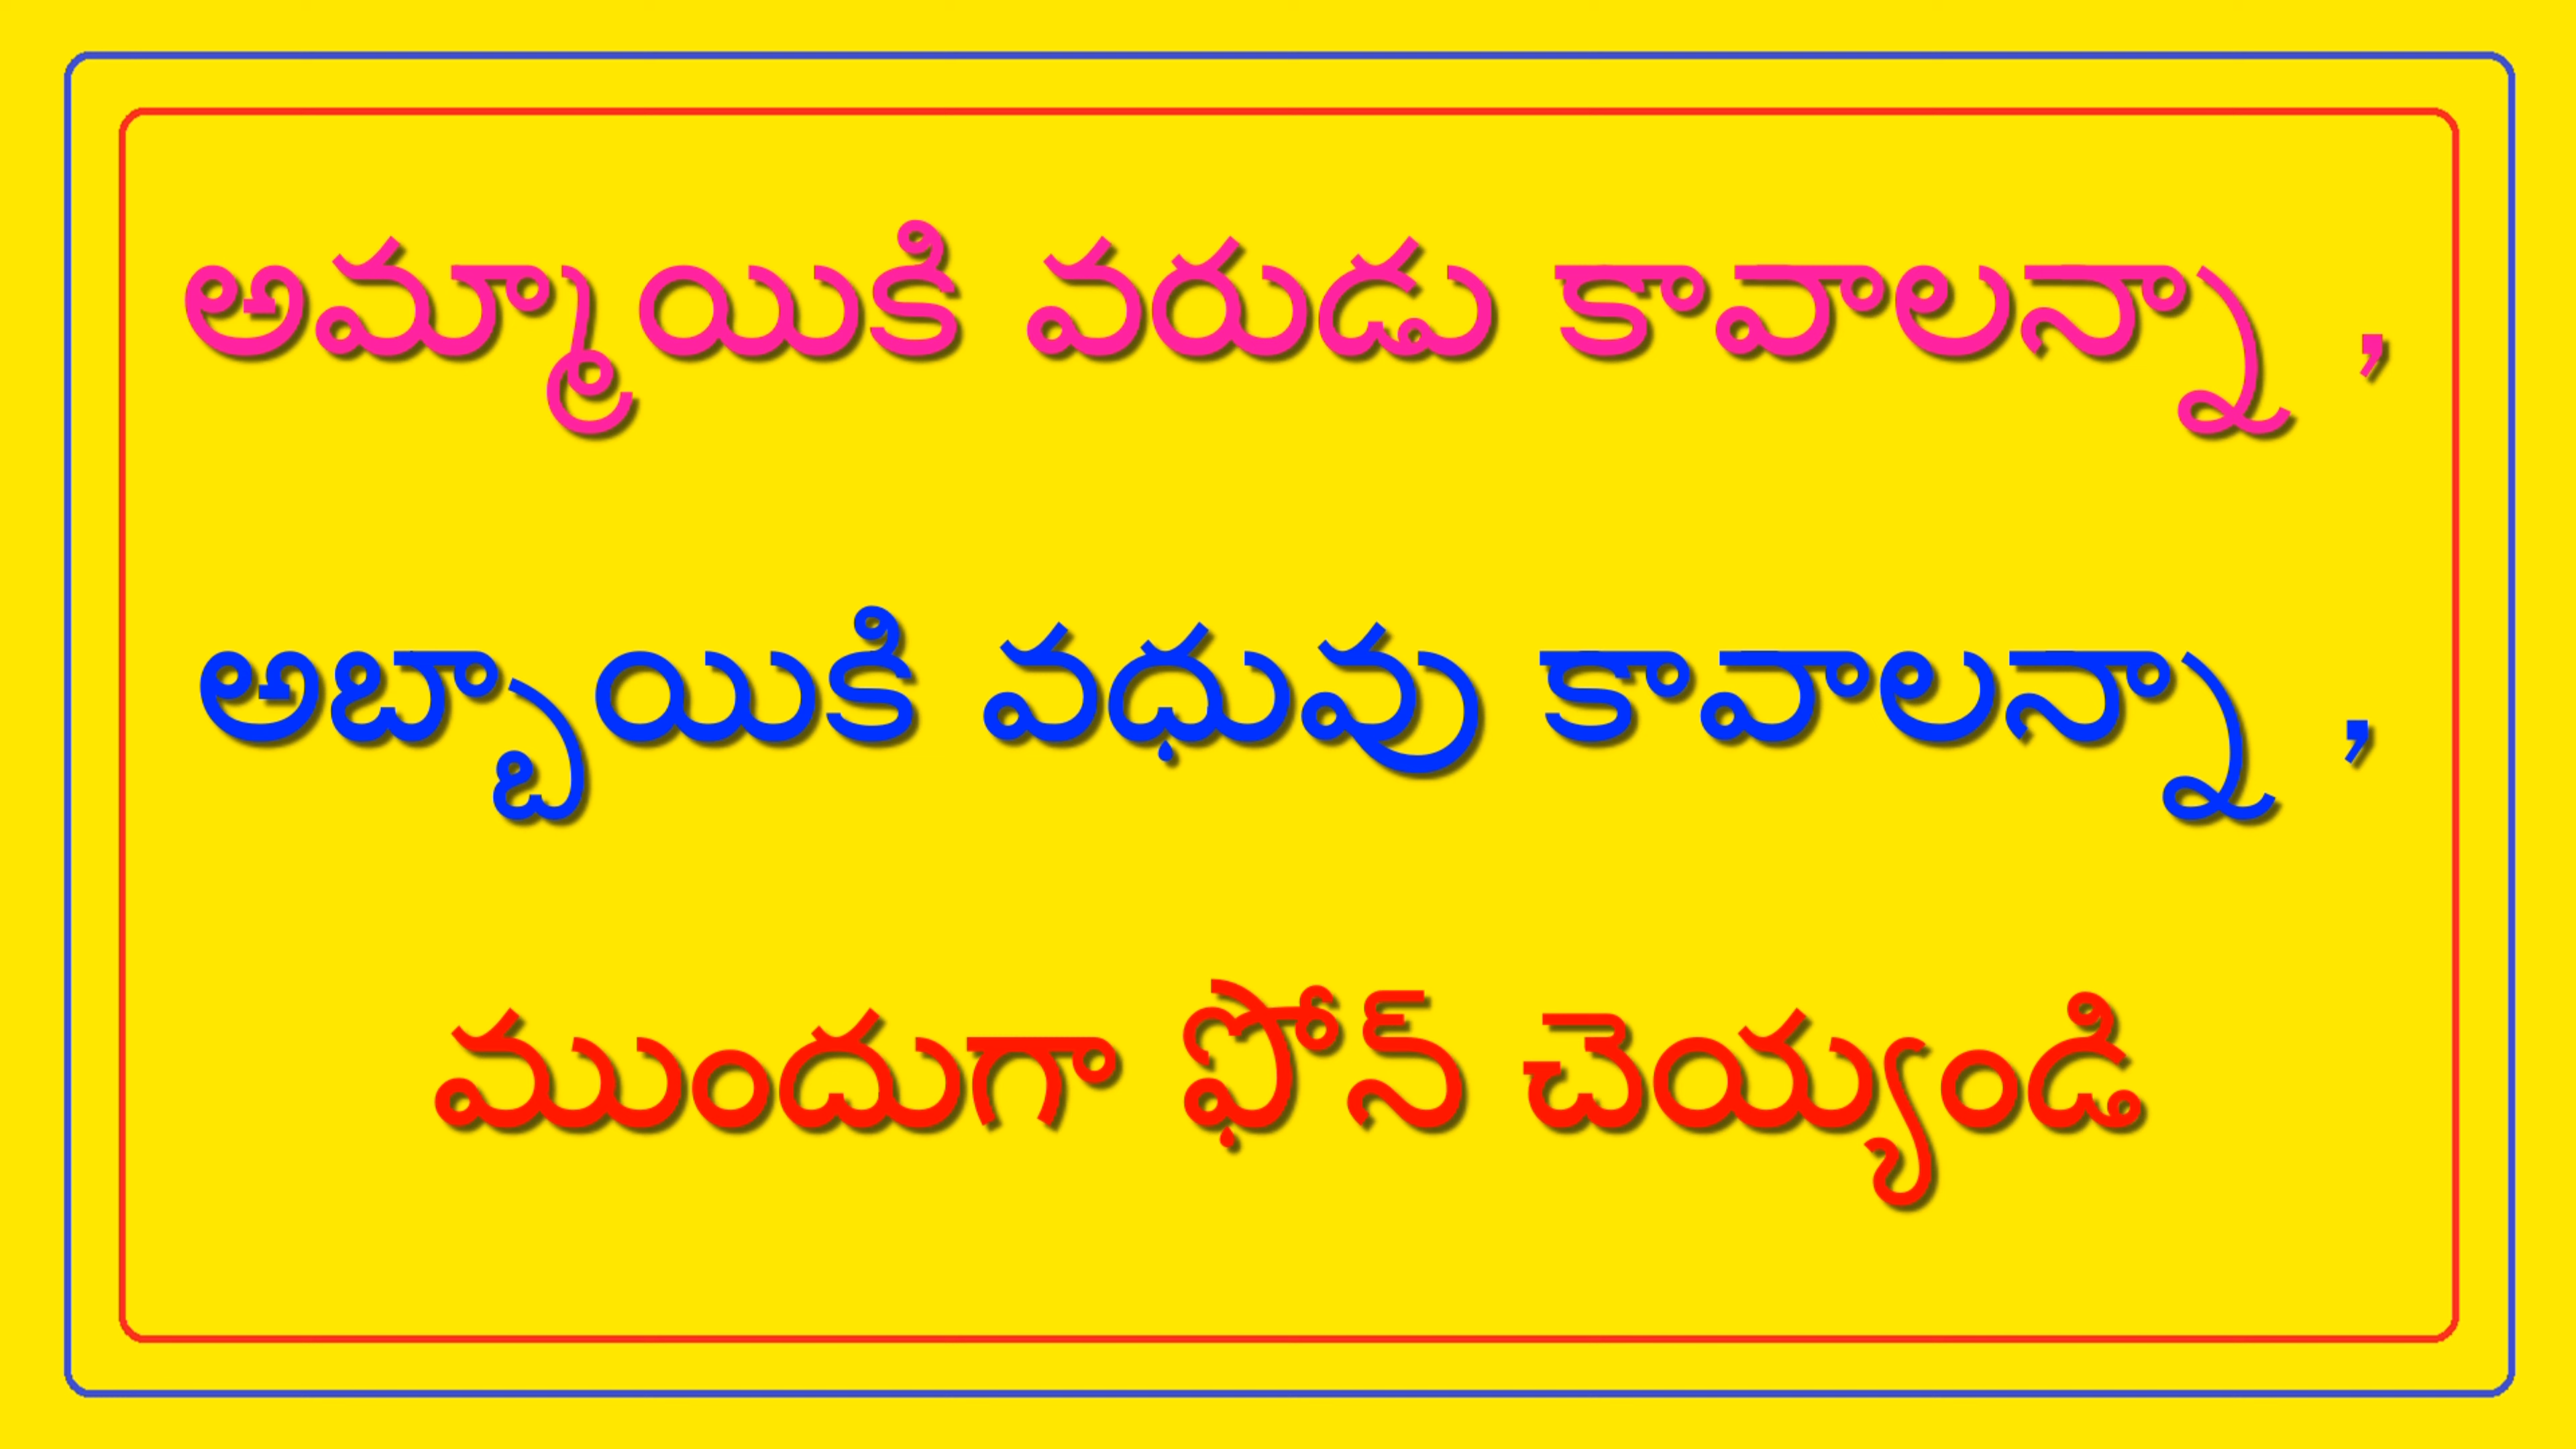 అమ్మాయికి వరుడు కావాలన్నా ,
అబ్బాయికి వధువు కావాలన్నా ,
ముందుగా ఫోన్ చెయ్యండి